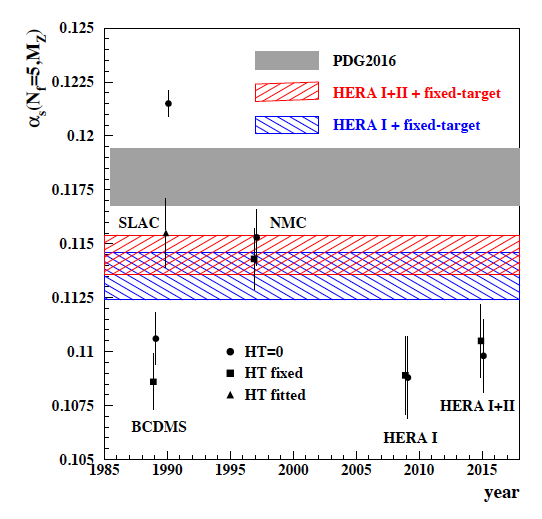 α_s(N_f=5,M_Z)
0.125
0.1225
0.12
0.1175
0.115
0.1125
0.11
0.1075
0.105
PDG2016
HERA I+II + fixed-target
HERA I + fixed-target
SLAC
NMC
HT=0
HT fixed
HT fitted
BCDMS
HERA I
HERA I+II
1985
1990
1995
2000
2005
2010
2015
year